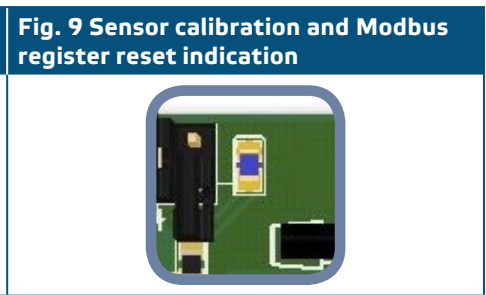 Fig. 9 Sensor calibration and Modbus
register reset indication